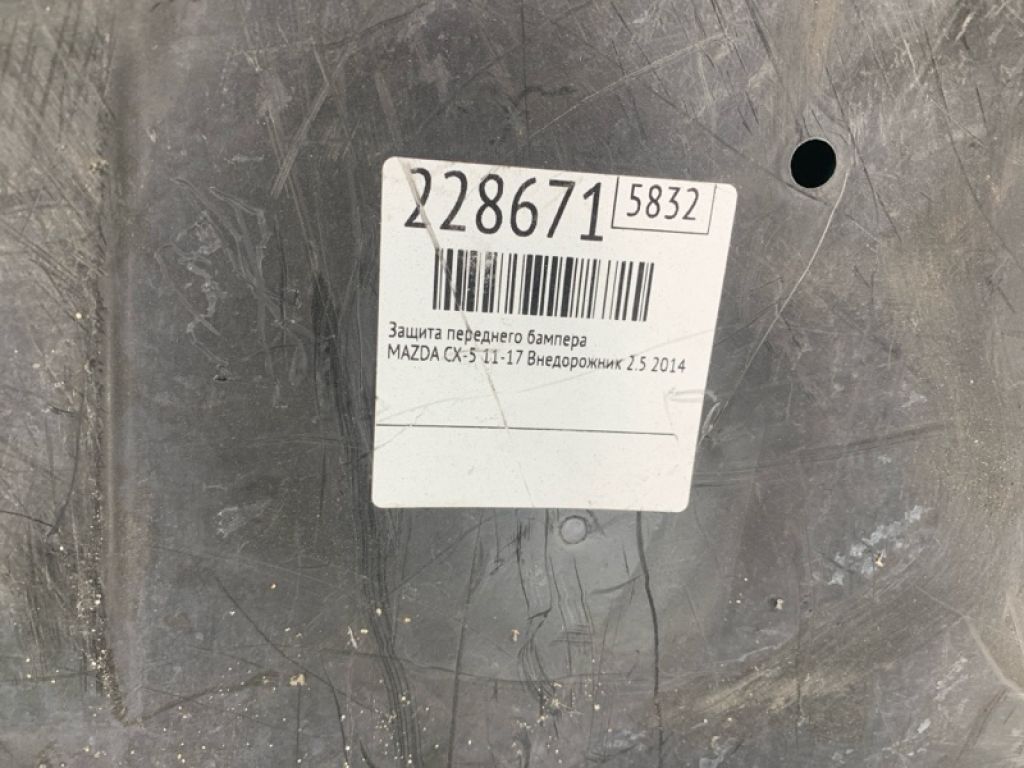 228671 5832
Защита переднего бампера
MAZDA CX-5 11-17 Внедорожник 2.5 2014